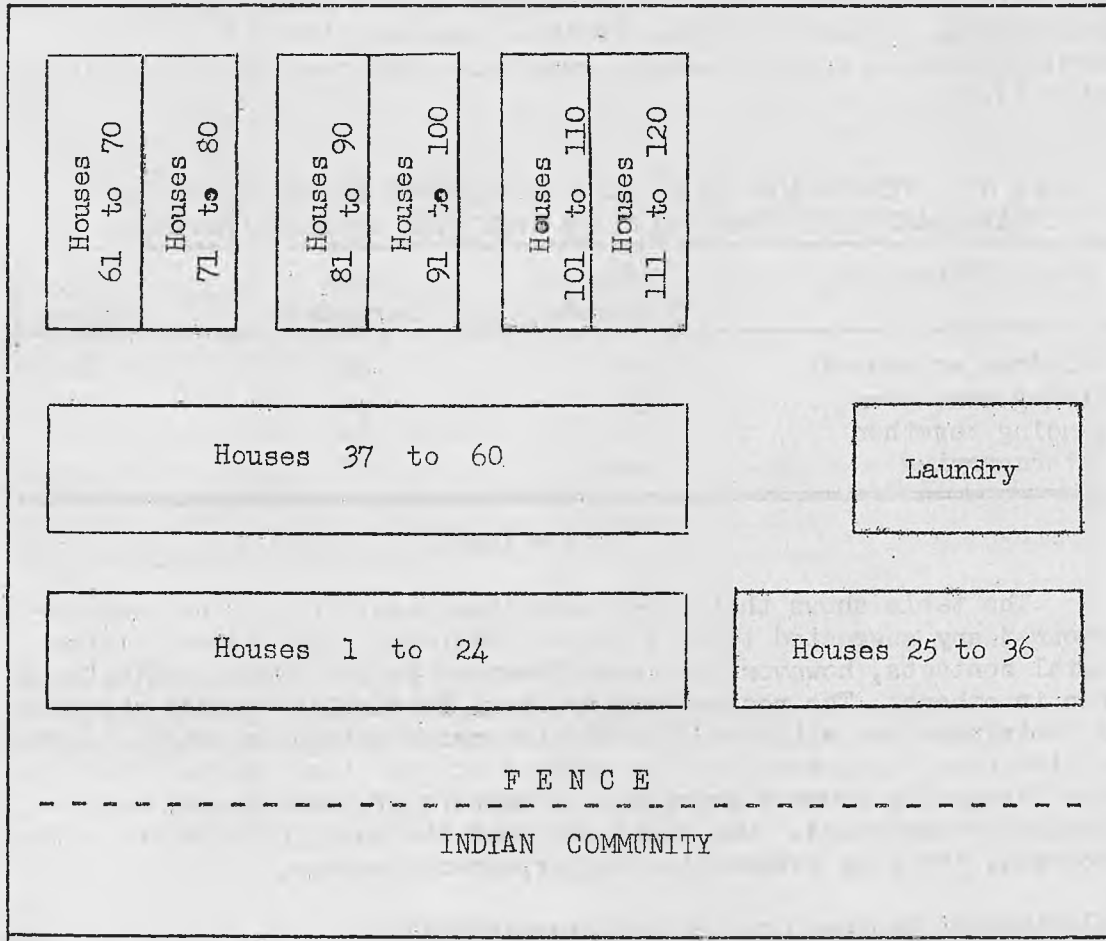 Houses
61 to 70
Houses
71 to 80
Houses
81 to 90
Houses
91 to 100
Houses
101 to 110
Houses
111 to 120
Houses 37 to 60
Laundry
Houses 1 to 24
Houses 25 to 36
FENCE
INDIAN COMMUNITY